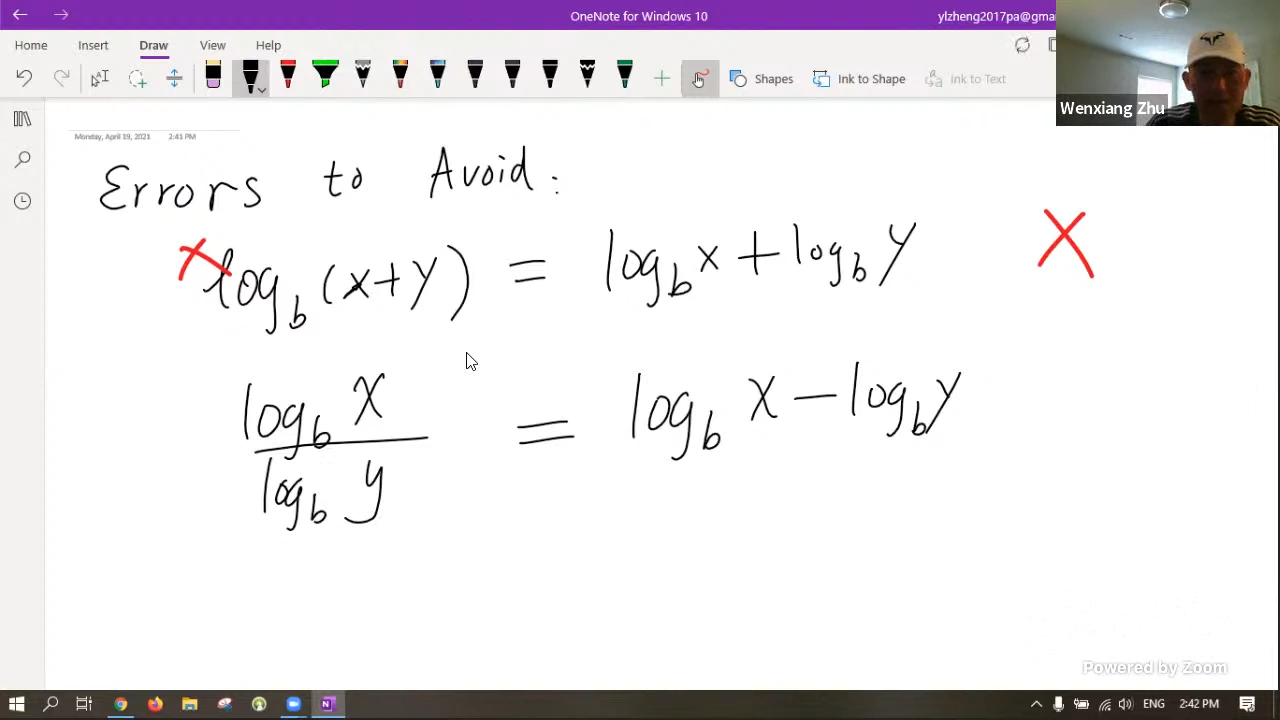 OneNote for Windows 10
ylzheng2017pa@gma
Home Insert Draw View Help
Shapes Ink to Shape Ink to Text
Wenxiang Zhu
Monday, April 19, 2021 2:41 PM
Errors to Avoid:
log_b (x+y) = log_b x + log_b y
log_b x / log_b y = log_b x - log_b y
Powered by Zoom
ENG 2:42 PM